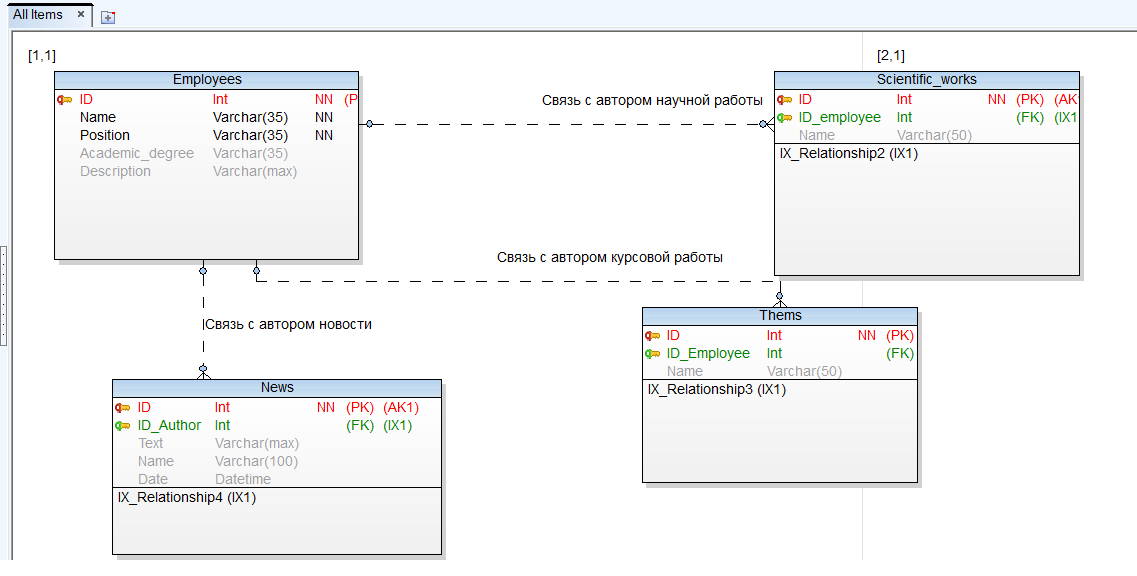 All Items
[1,1]
[2,1]
Employees
ID Int NN (P
Name Varchar(35) NN
Position Varchar(35) NN
Academic_degree Varchar(35)
Description Varchar(max)
Связь с автором научной работы
Scientific_works
ID Int NN (PK) (AK
ID_employee Int (FK) (IX1
Name Varchar(50)
IX_Relationship2 (IX1)
Связь с автором курсовой работы
Связь с автором новости
Thems
ID Int NN (PK)
ID_Employee Int (FK)
Name Varchar(50)
IX_Relationship3 (IX1)
News
ID Int NN (PK) (AK1)
ID_Author Int (FK) (IX1)
Text Varchar(max)
Name Varchar(100)
Date Datetime
IX_Relationship4 (IX1)